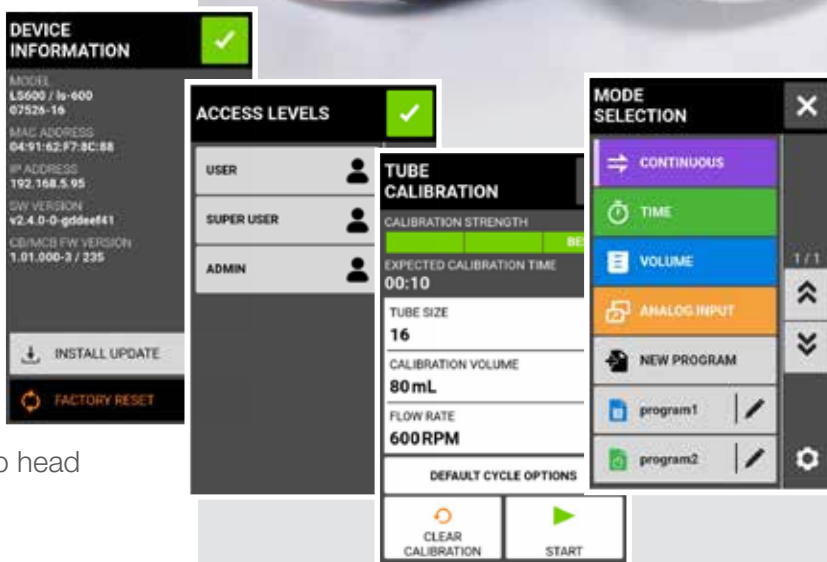 DEVICE
INFORMATION
MODEL
LS600 / ls-600
07526-16
MAC ADDRESS
04:91:62:F7:8C:88
IP ADDRESS
192.168.5.95
SW VERSION
v2.4.0-0-gddeef41
CB/MCB FW VERSION
1.01.000-3 / 235
INSTALL UPDATE
FACTORY RESET
ACCESS LEVELS
USER
SUPER USER
ADMIN
TUBE
CALIBRATION
CALIBRATION STRENGTH
EXPECTED CALIBRATION TIME
00:10
TUBE SIZE
16
CALIBRATION VOLUME
80 mL
FLOW RATE
600 RPM
DEFAULT CYCLE OPTIONS
CLEAR
CALIBRATION
START
MODE
SELECTION
CONTINUOUS
TIME
VOLUME
ANALOG INPUT
NEW PROGRAM
program1
program2
1/1
head